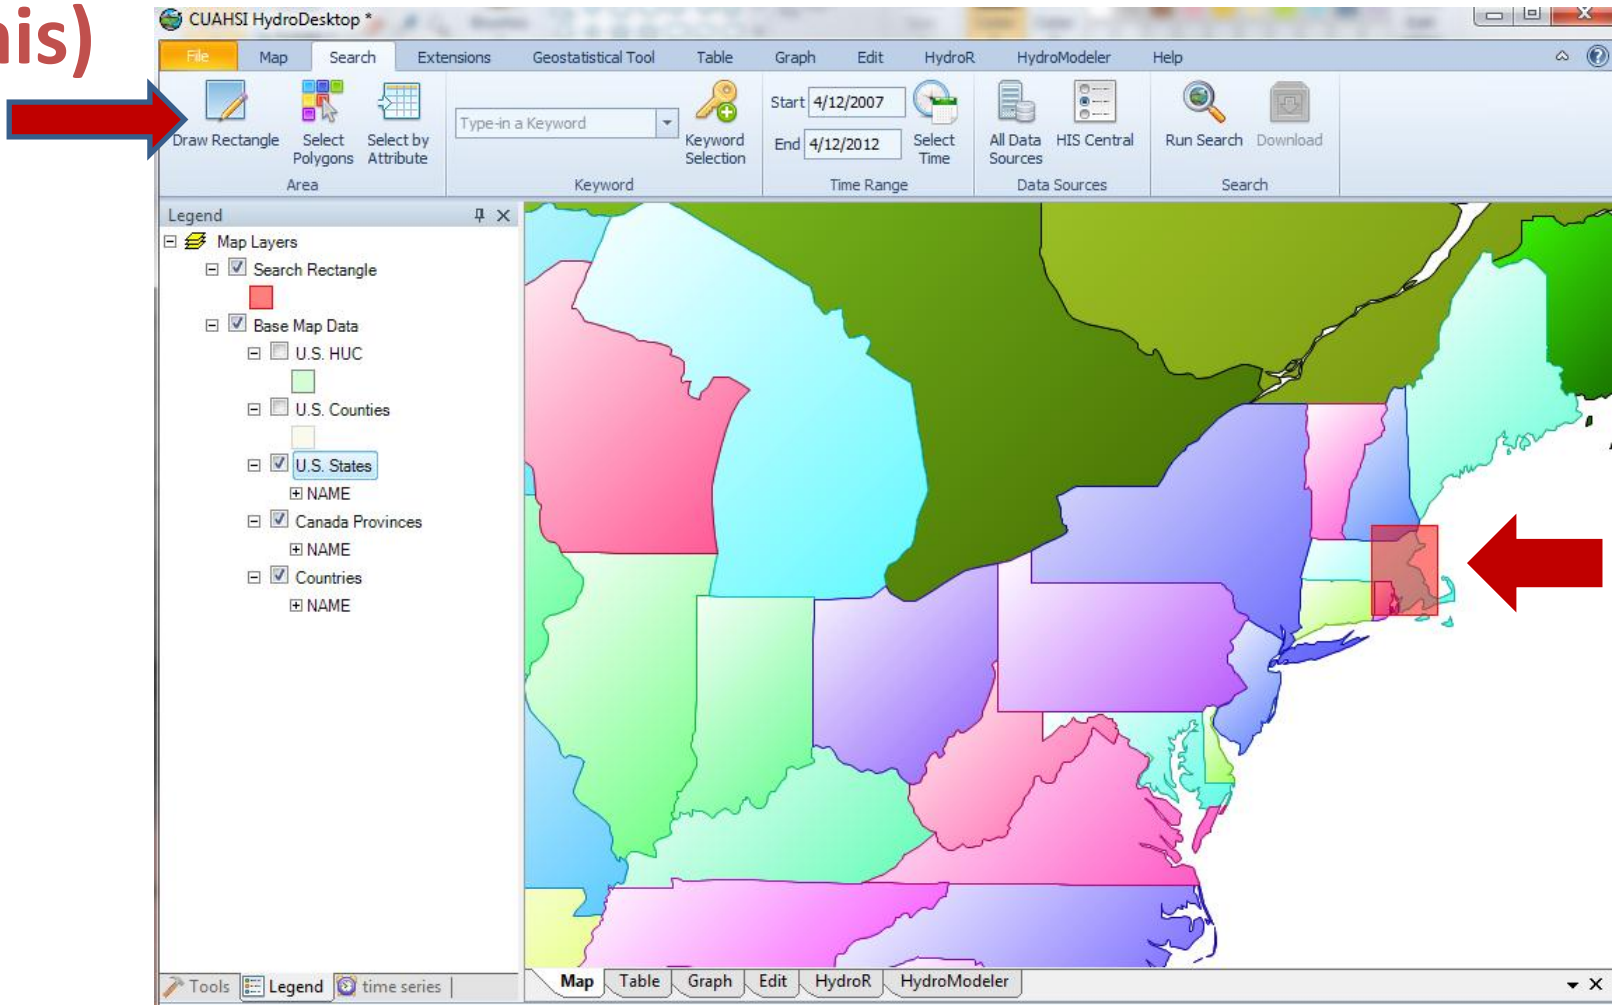 his)
CUAHSI HydroDesktop *
File Map Search Extensions Geostatistical Tool Table Graph Edit HydroR HydroModeler Help
Draw Rectangle
Select Polygons
Select by Attribute
Area
Type-in a Keyword
Keyword Selection
Keyword
Start 4/12/2007
End 4/12/2012
Select Time
Time Range
All Data Sources
HIS Central
Data Sources
Run Search
Download
Search
Legend
Map Layers
Search Rectangle
Base Map Data
U.S. HUC
U.S. Counties
U.S. States
NAME
Canada Provinces
NAME
Countries
NAME
Tools Legend time series
Map Table Graph Edit HydroR HydroModeler